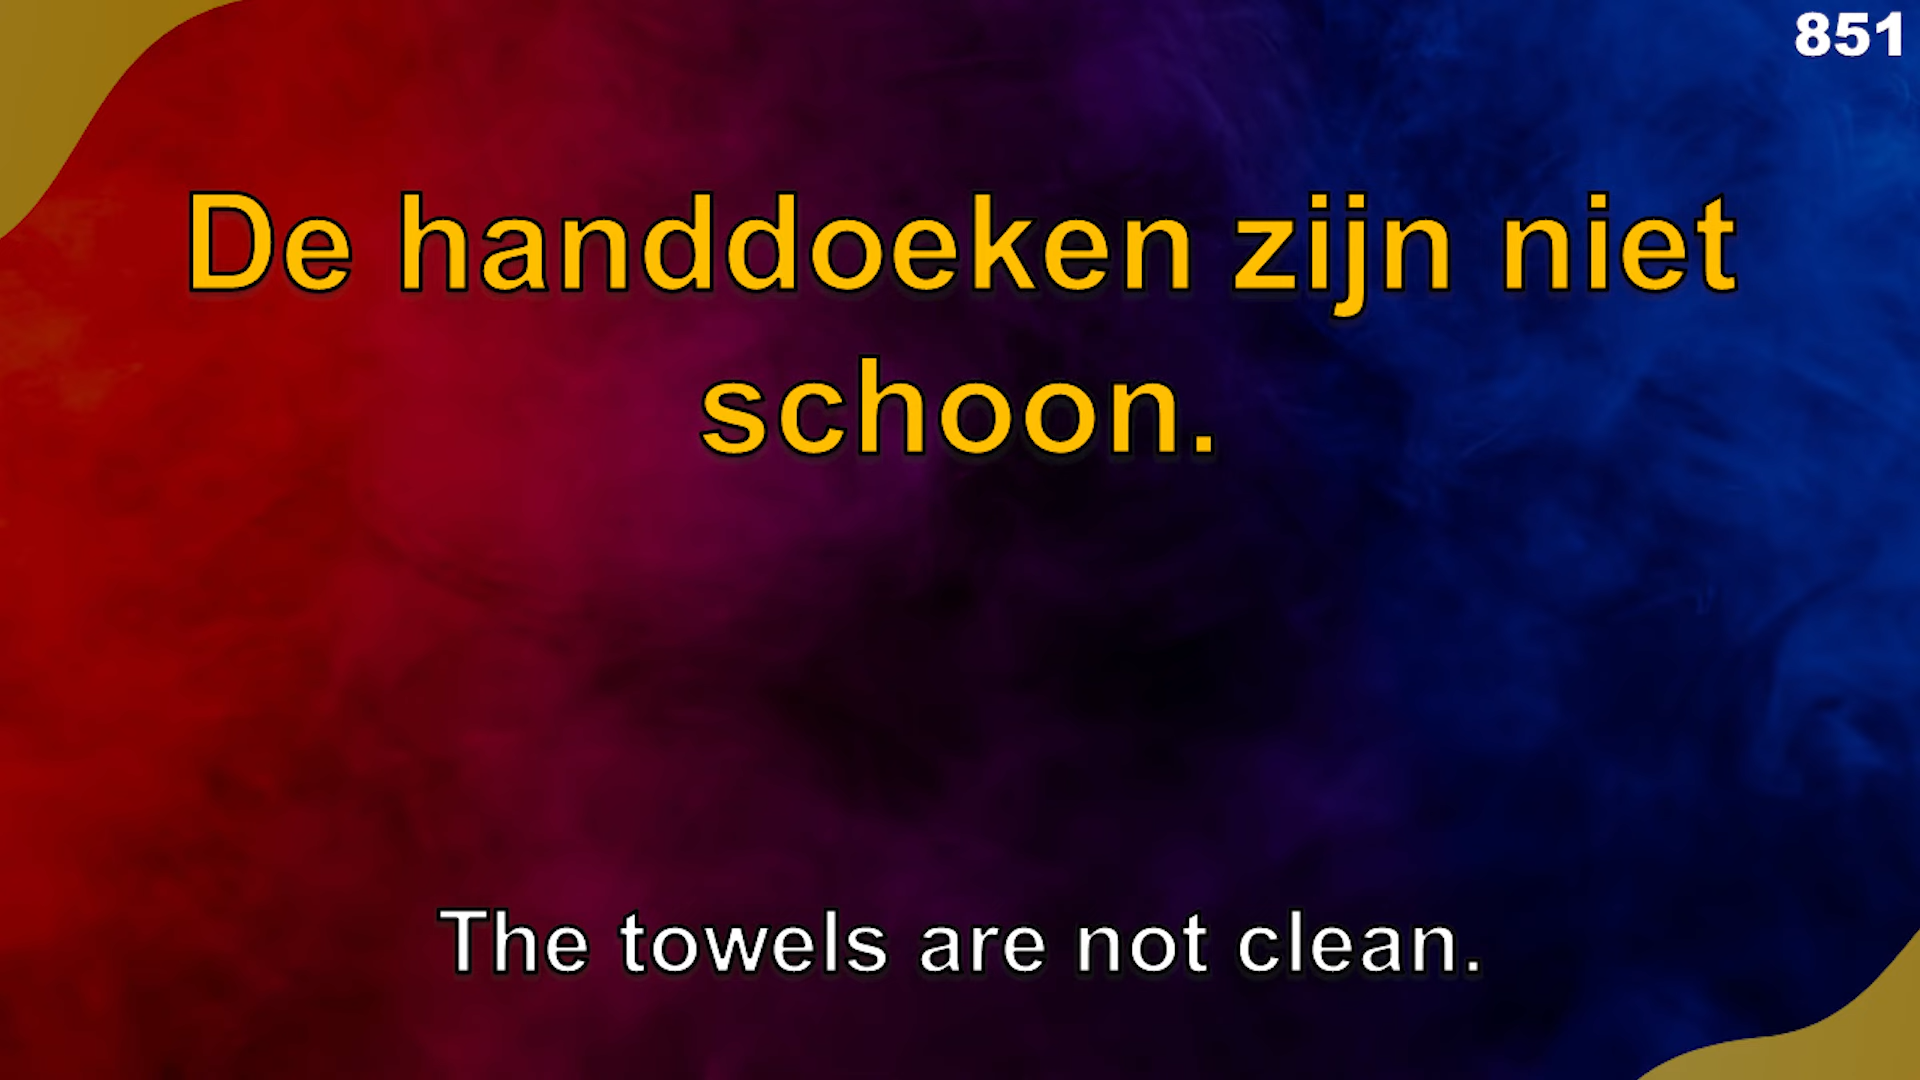 851
De handdoeken zijn niet
schoon.
The towels are not clean.